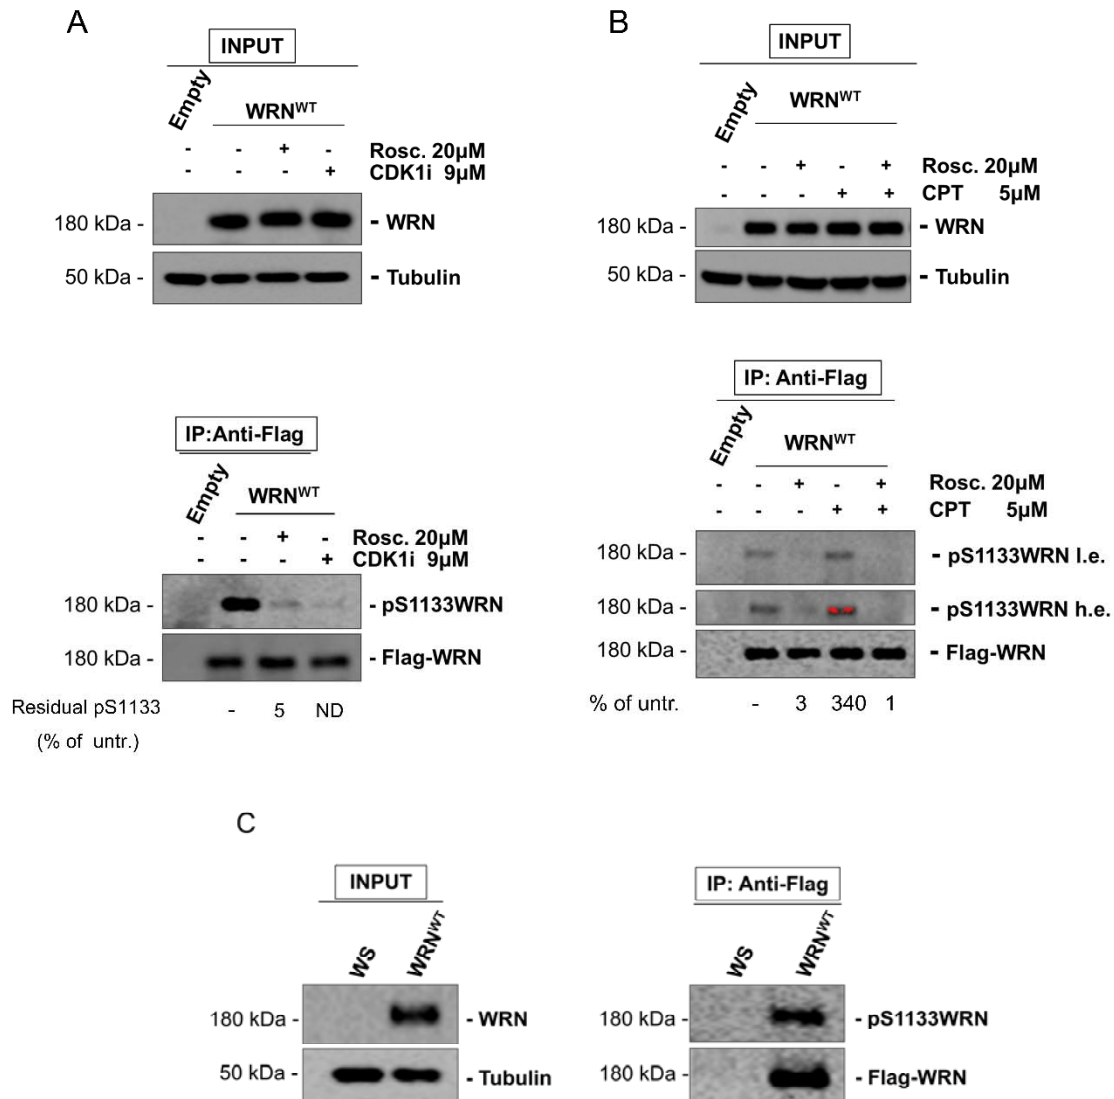 A
INPUT
Empty
WRNWT
- - + - Rosc. 20µM
- - - + CDK1i 9µM
180 kDa - - WRN
50 kDa - - Tubulin
IP:Anti-Flag
Empty
WRNWT
- - + - Rosc. 20µM
- - - + CDK1i 9µM
180 kDa - - pS1133WRN
180 kDa - - Flag-WRN
Residual pS1133 - 5 ND
(% of untr.)
B
INPUT
Empty
WRNWT
- - + - + Rosc. 20µM
- - - + + CPT 5µM
180 kDa - - WRN
50 kDa - - Tubulin
IP: Anti-Flag
Empty
WRNWT
- - + - + Rosc. 20µM
- - - + + CPT 5µM
180 kDa - - pS1133WRN l.e.
180 kDa - - pS1133WRN h.e.
180 kDa - - Flag-WRN
% of untr. - 3 340 1
C
INPUT
WS WRNWT
180 kDa - - WRN
50 kDa - - Tubulin
IP: Anti-Flag
WS WRNWT
180 kDa - - pS1133WRN
180 kDa - - Flag-WRN